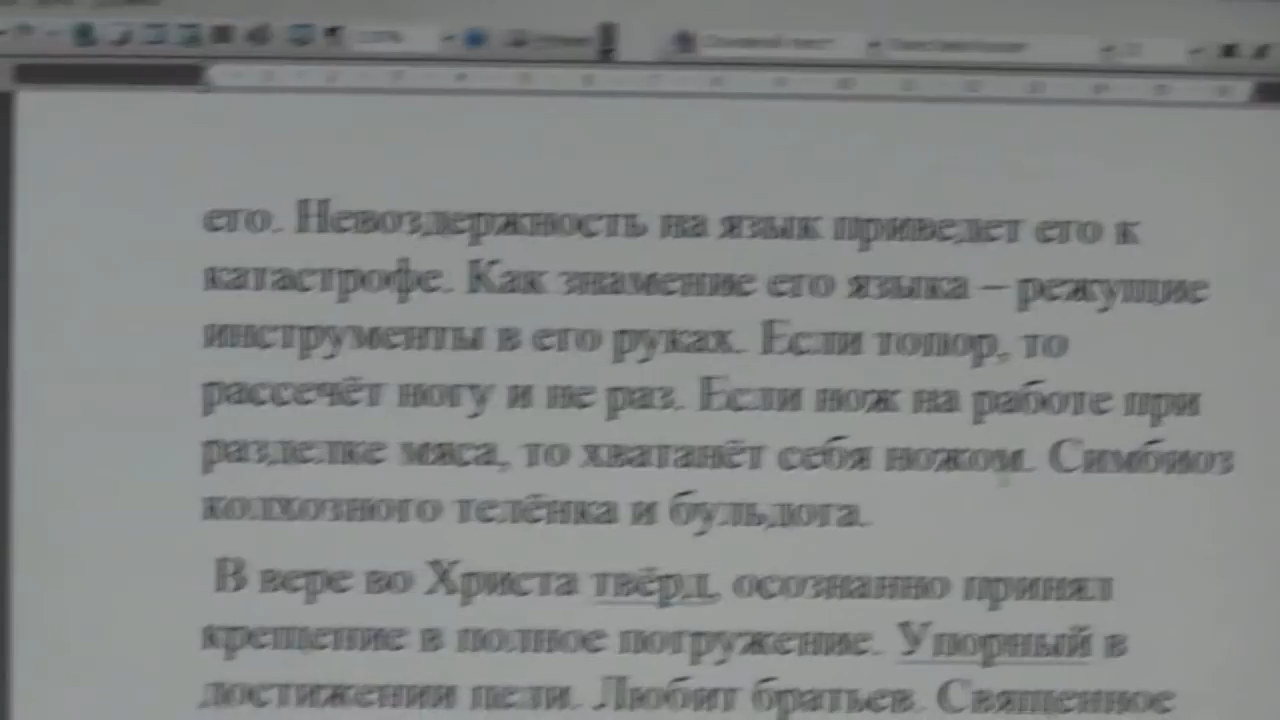 его. Невоздержность на язык приведет его к
катастрофе. Как знамение его языка – режущие
инструменты в его руках. Если топор, то
рассечёт ногу и не раз. Если нож на работе при
разделке мяса, то хватанёт себя ножом. Симбиоз
колхозного телёнка и бульдога.
В вере во Христа твёрд, осознанно принял
крещение в полное погружение. Упорный в
достижении цели. Любит братьев. Священное